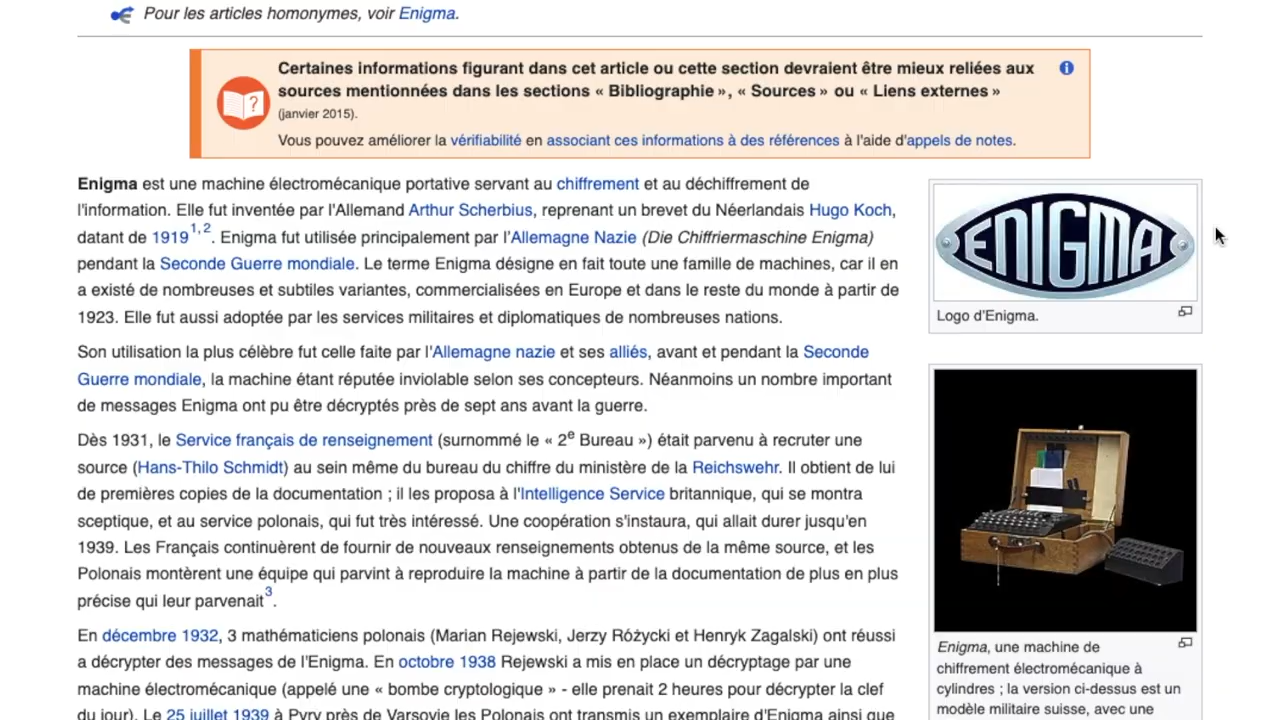 Pour les articles homonymes, voir Enigma.
Certaines informations figurant dans cet article ou cette section devraient être mieux reliées aux
sources mentionnées dans les sections « Bibliographie », « Sources » ou « Liens externes »
(janvier 2015).
Vous pouvez améliorer la vérifiabilité en associant ces informations à des références à l'aide d'appels de notes.
Enigma est une machine électromécanique portative servant au chiffrement et au déchiffrement de
l'information. Elle fut inventée par l'Allemand Arthur Scherbius, reprenant un brevet du Néerlandais Hugo Koch,
datant de 1919 1, 2. Enigma fut utilisée principalement par l'Allemagne Nazie (Die Chiffriermaschine Enigma)
pendant la Seconde Guerre mondiale. Le terme Enigma désigne en fait toute une famille de machines, car il en
a existé de nombreuses et subtiles variantes, commercialisées en Europe et dans le reste du monde à partir de
1923. Elle fut aussi adoptée par les services militaires et diplomatiques de nombreuses nations.
Son utilisation la plus célèbre fut celle faite par l'Allemagne nazie et ses alliés, avant et pendant la Seconde
Guerre mondiale, la machine étant réputée inviolable selon ses concepteurs. Néanmoins un nombre important
de messages Enigma ont pu être décryptés près de sept ans avant la guerre.
Dès 1931, le Service français de renseignement (surnommé le « 2e Bureau ») était parvenu à recruter une
source (Hans-Thilo Schmidt) au sein même du bureau du chiffre du ministère de la Reichswehr. Il obtient de lui
de premières copies de la documentation ; il les proposa à l'Intelligence Service britannique, qui se montra
sceptique, et au service polonais, qui fut très intéressé. Une coopération s'instaura, qui allait durer jusqu'en
1939. Les Français continuèrent de fournir de nouveaux renseignements obtenus de la même source, et les
Polonais montèrent une équipe qui parvint à reproduire la machine à partir de la documentation de plus en plus
précise qui leur parvenait 3.
En décembre 1932, 3 mathématiciens polonais (Marian Rejewski, Jerzy Różycki et Henryk Zagalski) ont réussi
a décrypter des messages de l'Enigma. En octobre 1938 Rejewski a mis en place un décryptage par une
machine électromécanique (appelé une « bombe cryptologique » - elle prenait 2 heures pour décrypter la clef
du jour). Le 25 juillet 1939 à Pyry près de Varsovie les Polonais ont transmis un exemplaire d'Enigma ainsi que
ENIGMA
Logo d'Enigma.
Enigma, une machine de
chiffrement électromécanique à
cylindres ; la version ci-dessus est un
modèle militaire suisse, avec une